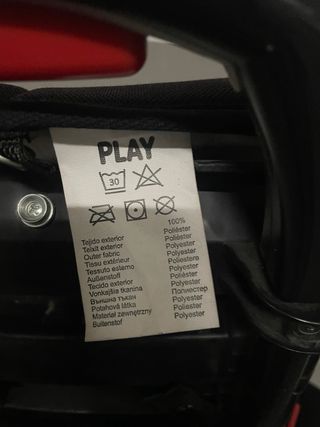 PLAY
30
100%
Tejido exterior Poliéster
Teixit exterior Polièster
Outer fabric Polyester
Tissu extérieur Polyester
Tessuto esterno Poliestere
Außenstoff Polyester
Tecido exterior Poliéster
Vonkajšia tkanina Polyester
Външна тъкан Полиестер
Potahová látka Polyester
Materiał zewnętrzny Polyester
Buitenstof Polyester